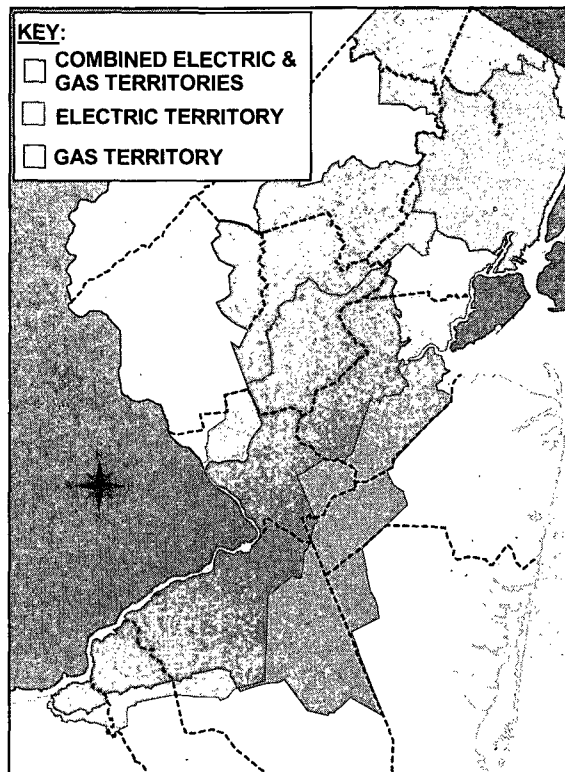 KEY:
COMBINED ELECTRIC &
GAS TERRITORIES
ELECTRIC TERRITORY
GAS TERRITORY